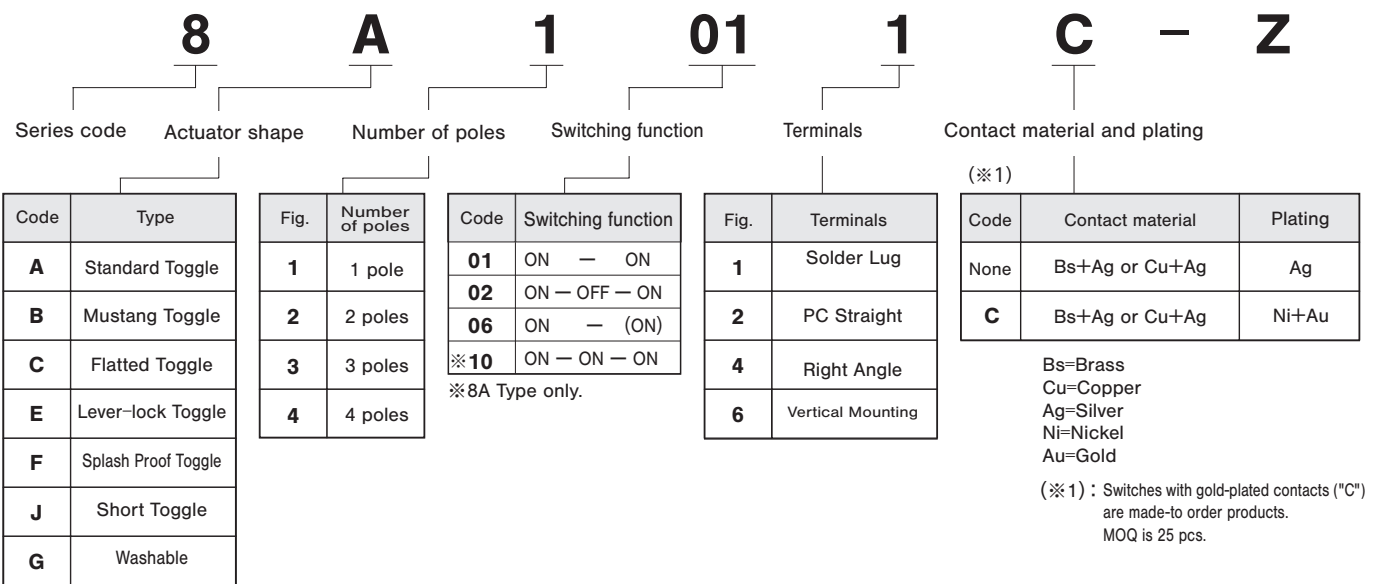 8 A 1 01 1 C – Z
Series code Actuator shape Number of poles Switching function Terminals Contact material and plating
(※1)
Code Type
A Standard Toggle
B Mustang Toggle
C Flatted Toggle
E Lever-lock Toggle
F Splash Proof Toggle
J Short Toggle
G Washable
Fig. Number of poles
1 1 pole
2 2 poles
3 3 poles
4 4 poles
Code Switching function
01 ON — ON
02 ON — OFF — ON
06 ON — (ON)
※10 ON — ON — ON
※8A Type only.
Fig. Terminals
1 Solder Lug
2 PC Straight
4 Right Angle
6 Vertical Mounting
Code Contact material Plating
None Bs+Ag or Cu+Ag Ag
C Bs+Ag or Cu+Ag Ni+Au
Bs=Brass
Cu=Copper
Ag=Silver
Ni=Nickel
Au=Gold
(※1) : Switches with gold-plated contacts ("C")
are made-to order products.
MOQ is 25 pcs.